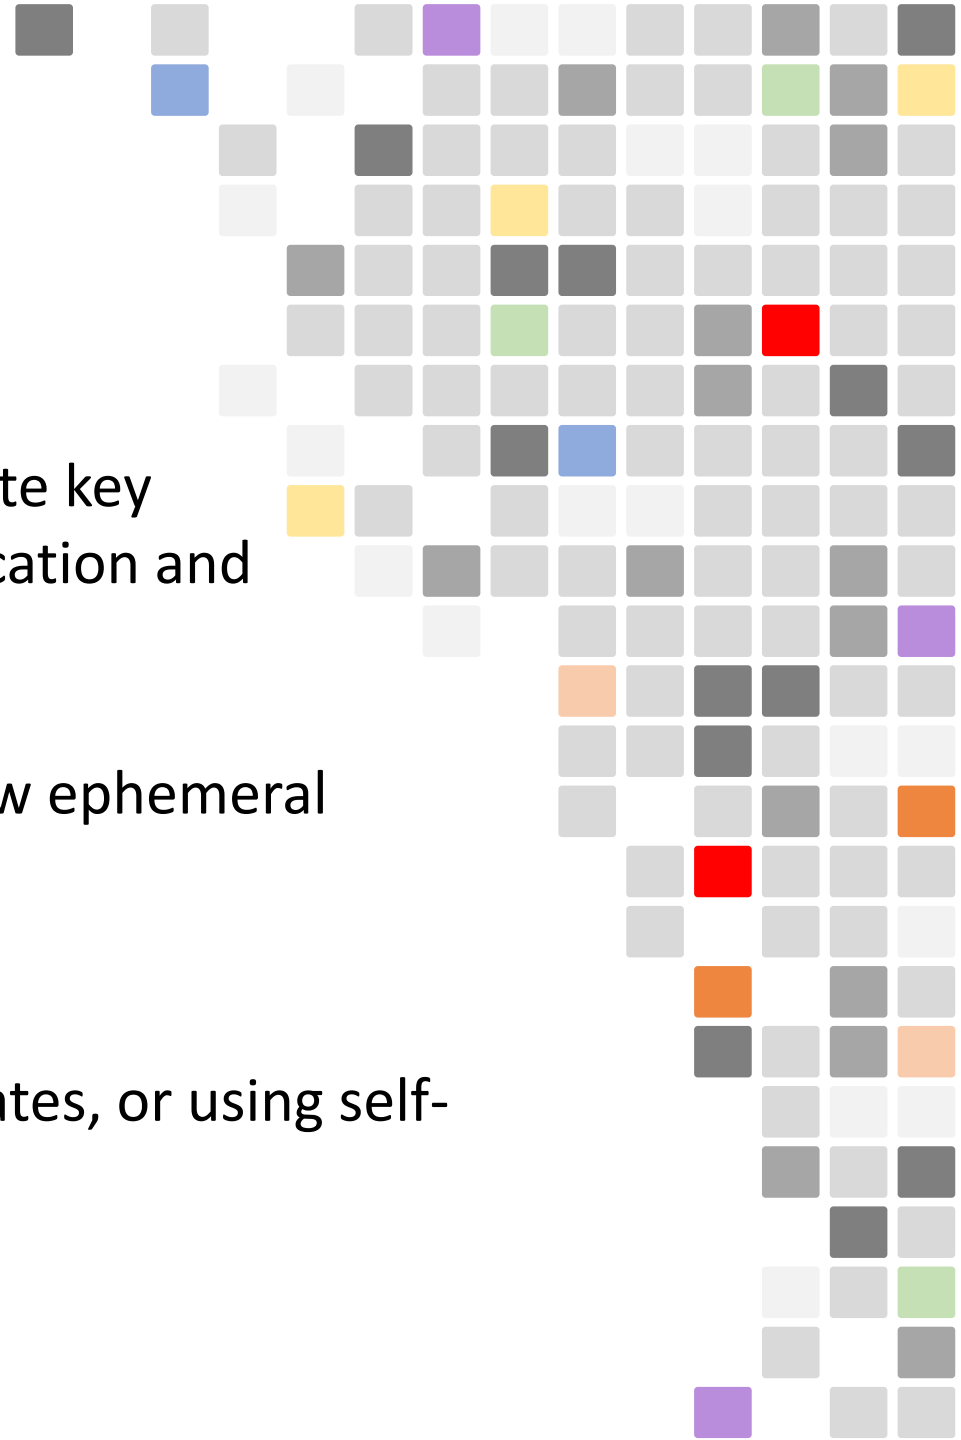 te key
cation and
w ephemeral
ates, or using self-